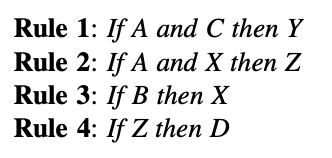 Rule 1: If A and C then Y
Rule 2: If A and X then Z
Rule 3: If B then X
Rule 4: If Z then D